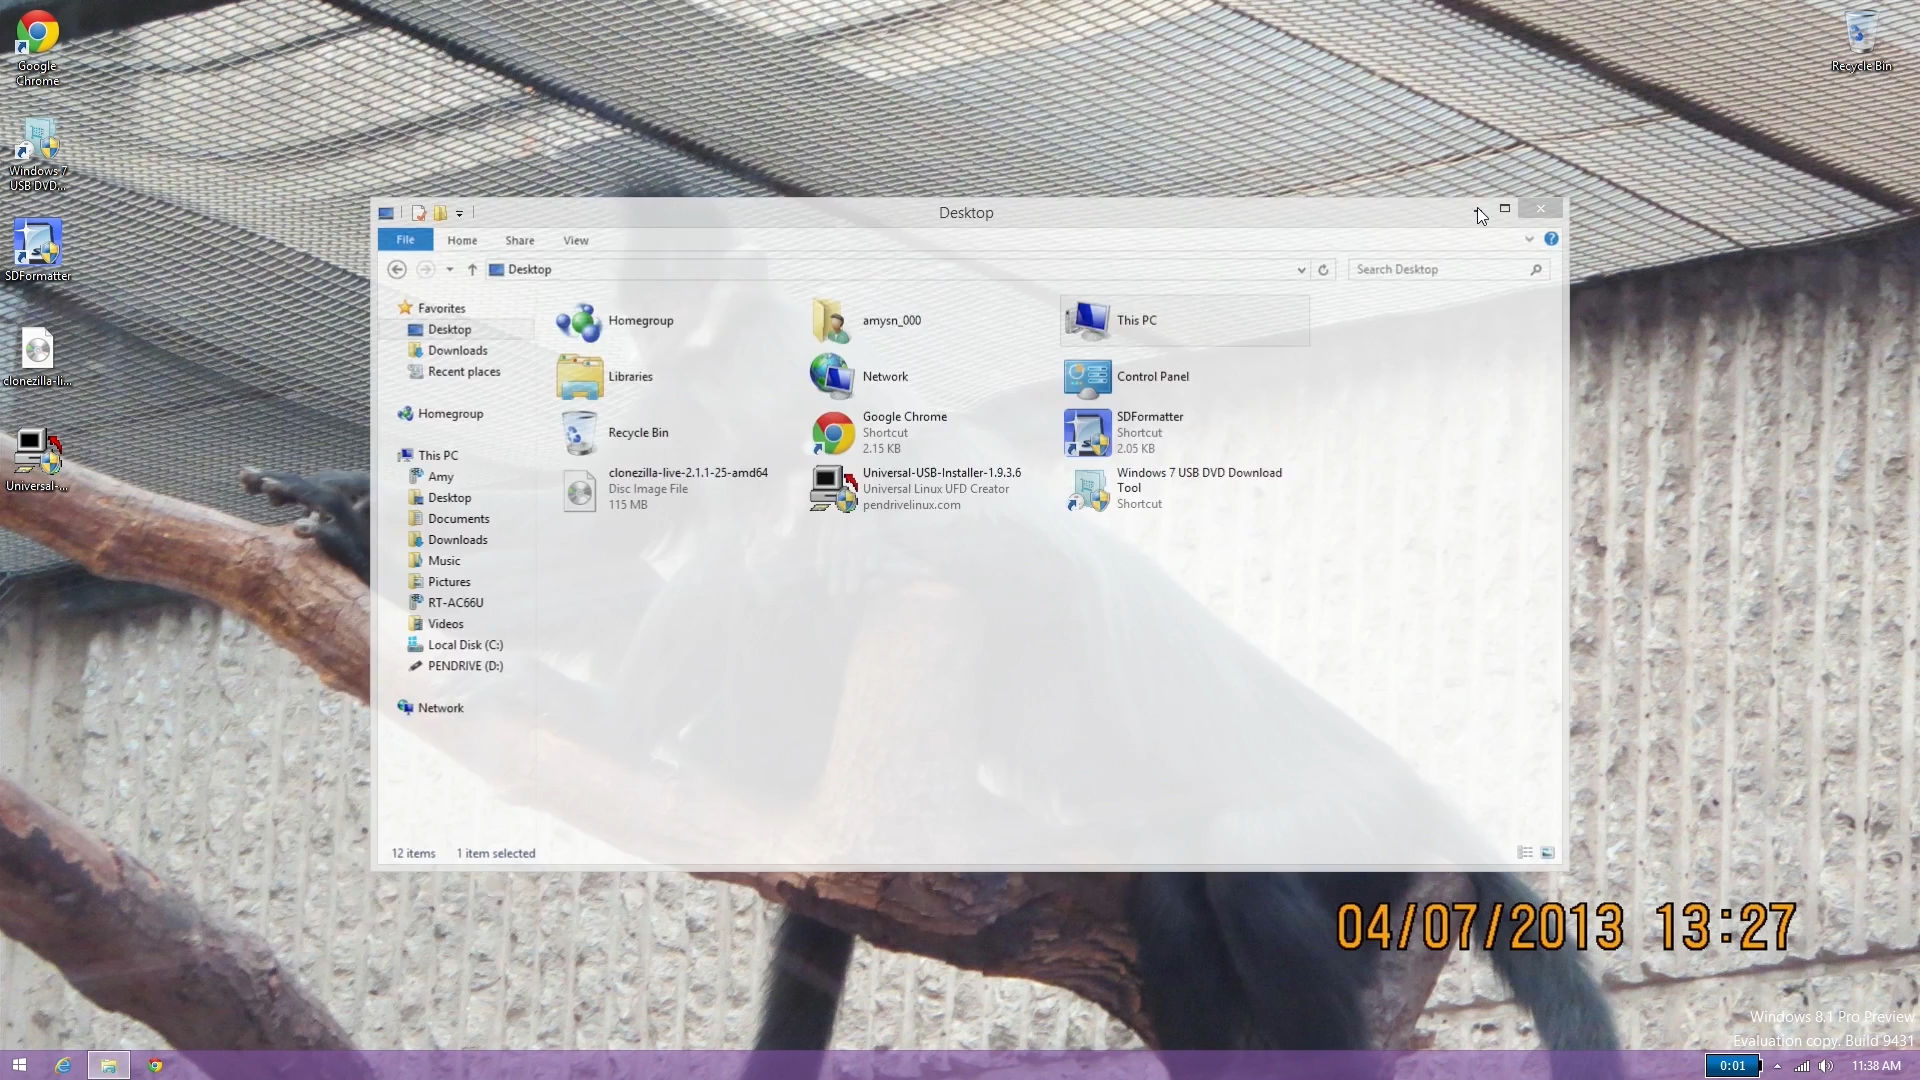 Google
Chrome
Windows 7
USB DVD...
SDFormatter
clonezilla-li...
Universal-...
Recycle Bin
Desktop
File Home Share View
Desktop
Search Desktop
Favorites
Desktop
Downloads
Recent places
Homegroup
This PC
Amy
Desktop
Documents
Downloads
Music
Pictures
RT-AC66U
Videos
Local Disk (C:)
PENDRIVE (D:)
Network
Homegroup
amysn_000
This PC
Libraries
Network
Control Panel
Recycle Bin
Google Chrome
Shortcut
2.15 KB
SDFormatter
Shortcut
2.05 KB
clonezilla-live-2.1.1-25-amd64
Disc Image File
115 MB
Universal-USB-Installer-1.9.3.6
Universal Linux UFD Creator
pendrivelinux.com
Windows 7 USB DVD Download
Tool
Shortcut
12 items 1 item selected
04/07/2013 13:27
Windows 8.1 Pro Preview
Evaluation copy. Build 9431
0:01
11:38 AM